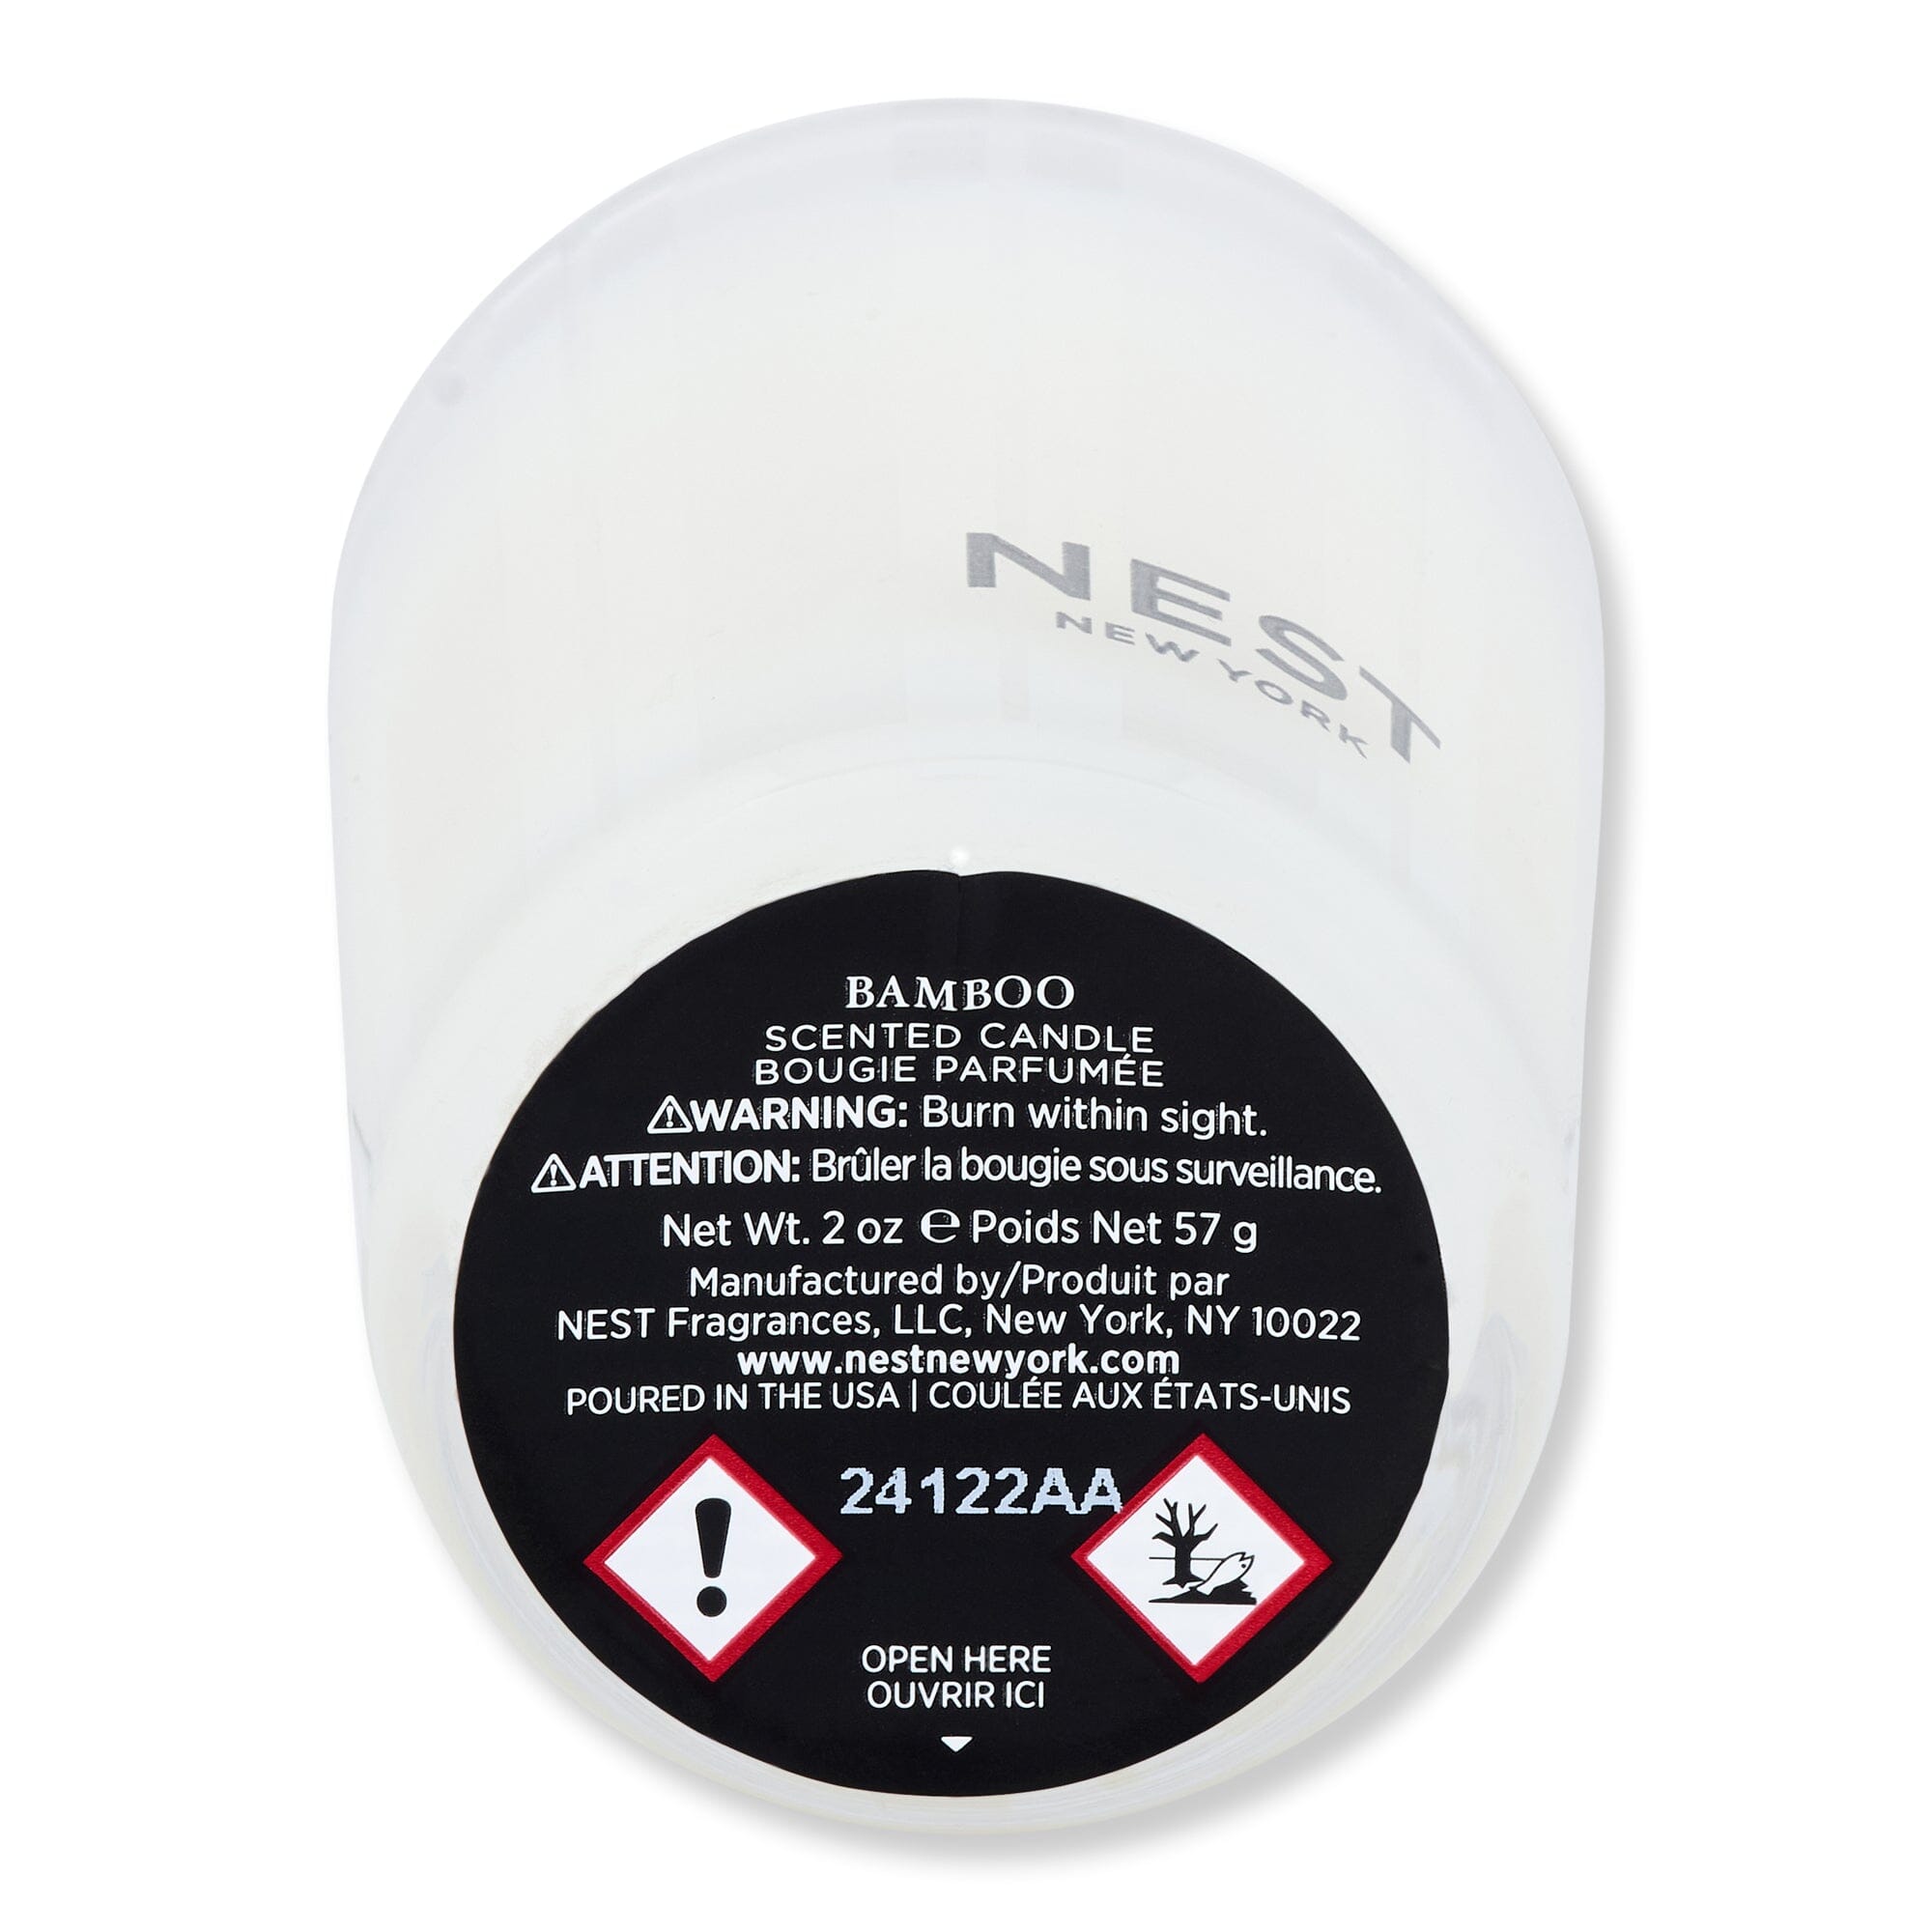 NEST
NEW YORK
BAMBOO
SCENTED CANDLE
BOUGIE PARFUMÉE
⚠WARNING: Burn within sight.
⚠ATTENTION: Brûler la bougie sous surveillance.
Net Wt. 2 oz ℮ Poids Net 57 g
Manufactured by/Produit par
NEST Fragrances, LLC, New York, NY 10022
www.nestnewyork.com
POURED IN THE USA | COULÉE AUX ÉTATS-UNIS
24122AA
OPEN HERE
OUVRIR ICI